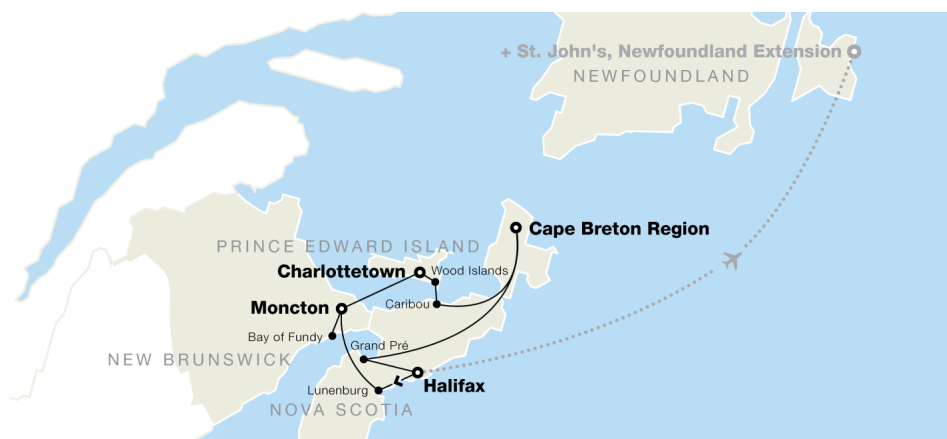 + St. John's, Newfoundland Extension
NEWFOUNDLAND
Cape Breton Region
PRINCE EDWARD ISLAND
Charlottetown
Wood Islands
Caribou
Moncton
Bay of Fundy
Grand Pré
NEW BRUNSWICK
Halifax
Lunenburg
NOVA SCOTIA